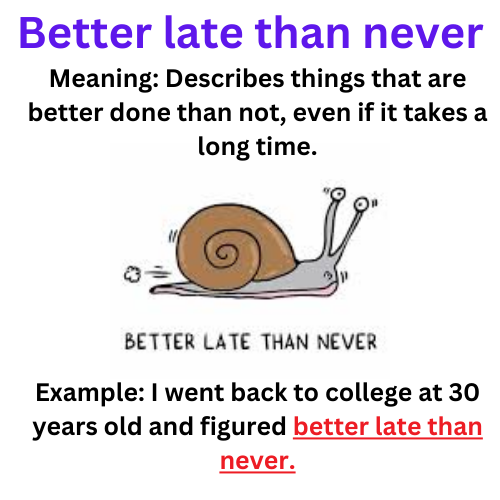 Better late than never
Meaning: Describes things that are
better done than not, even if it takes a
long time.
BETTER LATE THAN NEVER
Example: I went back to college at 30
years old and figured better late than
never.